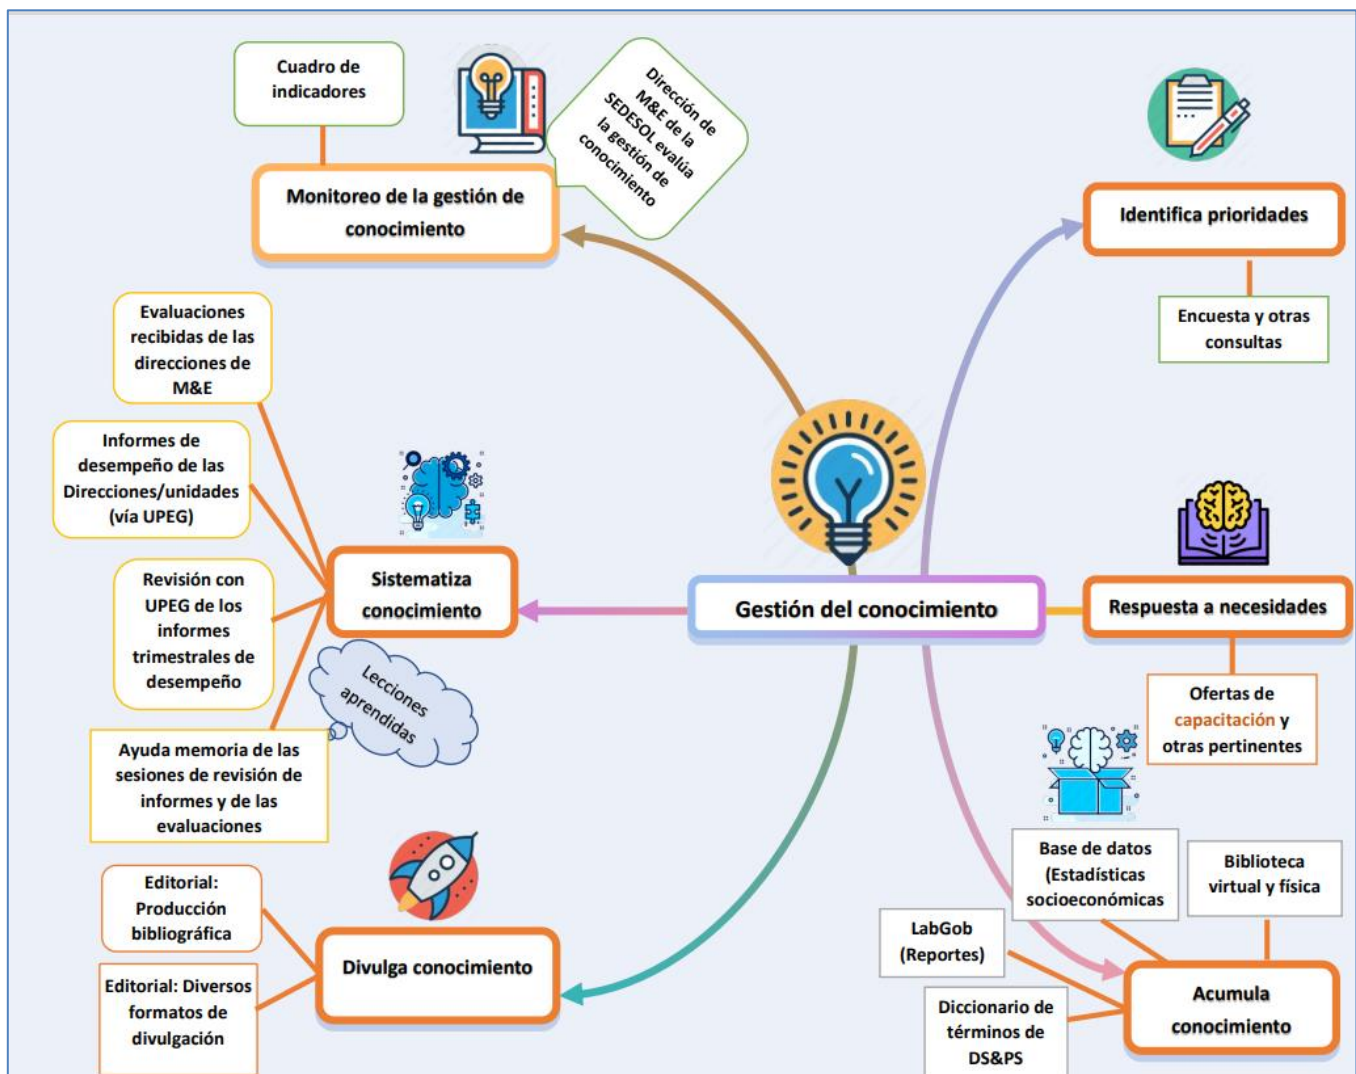 Cuadro de
indicadores
Dirección de
M&E de la
SEDESOL evalúa
la gestión de
conocimiento
Monitoreo de la gestión de
conocimiento
Identifica prioridades
Encuesta y otras
consultas
Evaluaciones
recibidas de las
direcciones de
M&E
Informes de
desempeño de las
Direcciones/unidades
(vía UPEG)
Revisión con
UPEG de los
informes
trimestrales de
desempeño
Ayuda memoria de las
sesiones de revisión de
informes y de las
evaluaciones
Sistematiza
conocimiento
Lecciones
aprendidas
Gestión del conocimiento
Respuesta a necesidades
Ofertas de
capacitación y
otras pertinentes
Editorial:
Producción
bibliográfica
Editorial: Diversos
formatos de
divulgación
Divulga conocimiento
Base de datos
(Estadísticas
socioeconómicas
Biblioteca
virtual y física
LabGob
(Reportes)
Diccionario de
términos de
DS&PS
Acumula
conocimiento